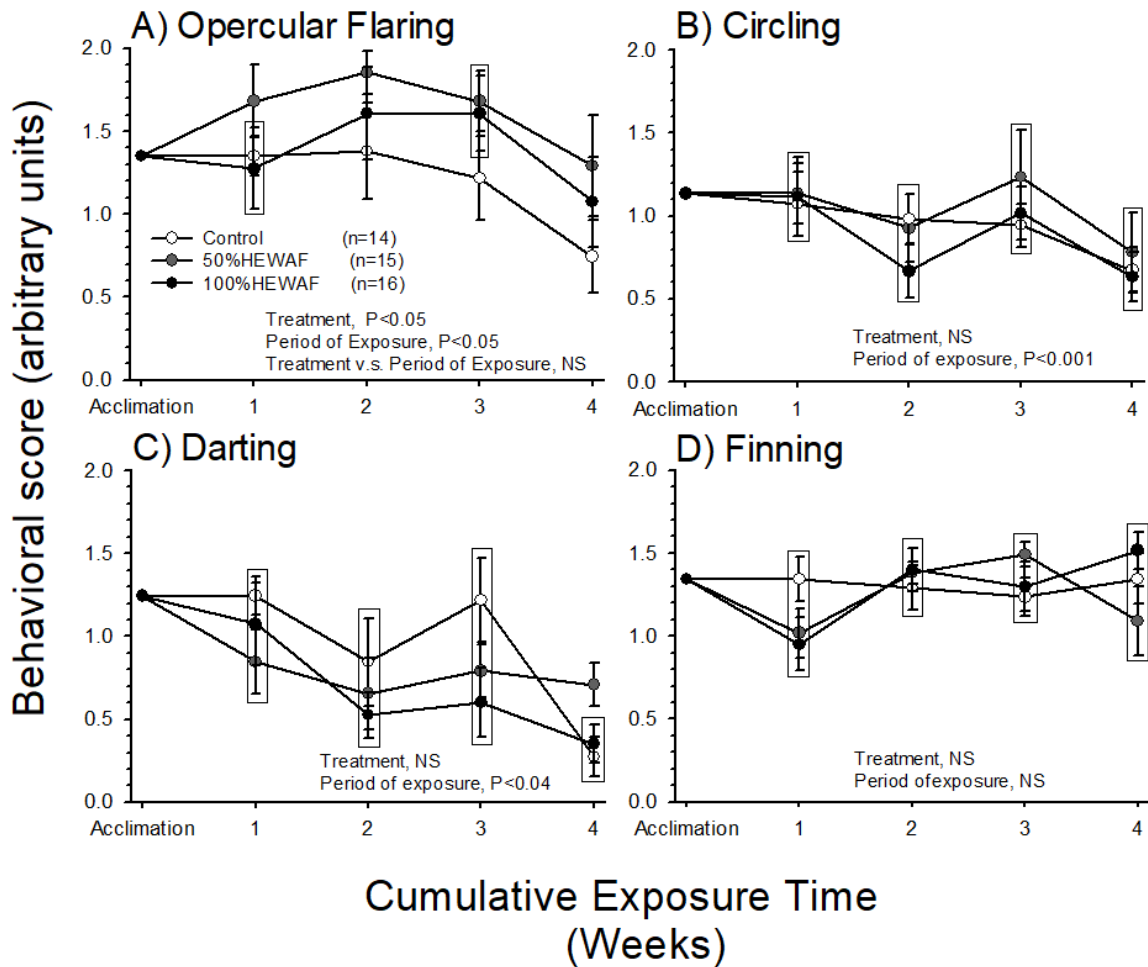 Behavioral score (arbitrary units)
A) Opercular Flaring
2.0
1.5
1.0
0.5
0.0
Control (n=14)
50%HEWAF (n=15)
100%HEWAF (n=16)
Treatment, P<0.05
Period of Exposure, P<0.05
Treatment v.s. Period of Exposure, NS
Acclimation 1 2 3 4
B) Circling
2.0
1.5
1.0
0.5
0.0
Treatment, NS
Period of exposure, P<0.001
Acclimation 1 2 3 4
C) Darting
2.0
1.5
1.0
0.5
0.0
Treatment, NS
Period of exposure, P<0.04
Acclimation 1 2 3 4
D) Finning
2.0
1.5
1.0
0.5
0.0
Treatment, NS
Period ofexposure, NS
Acclimation 1 2 3 4
Cumulative Exposure Time
(Weeks)